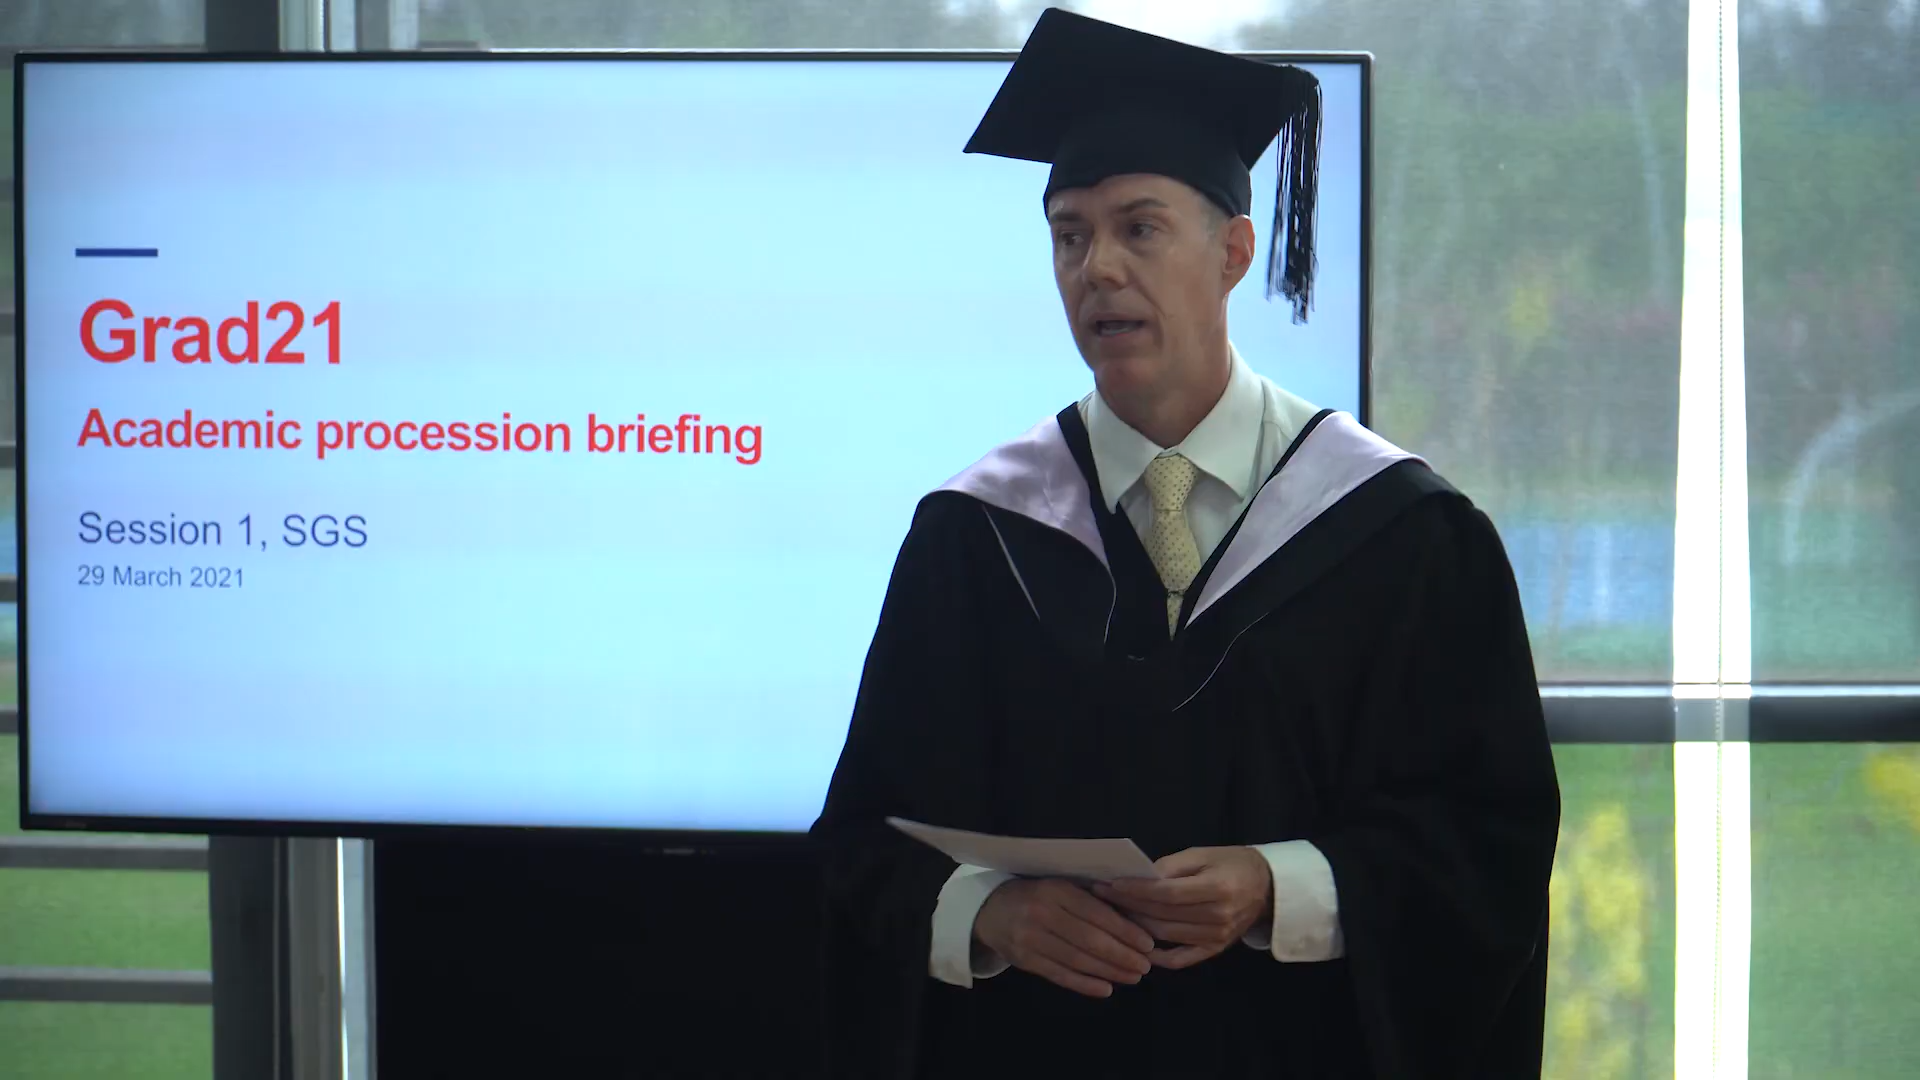 Grad21
Academic procession briefing
Session 1, SGS
29 March 2021